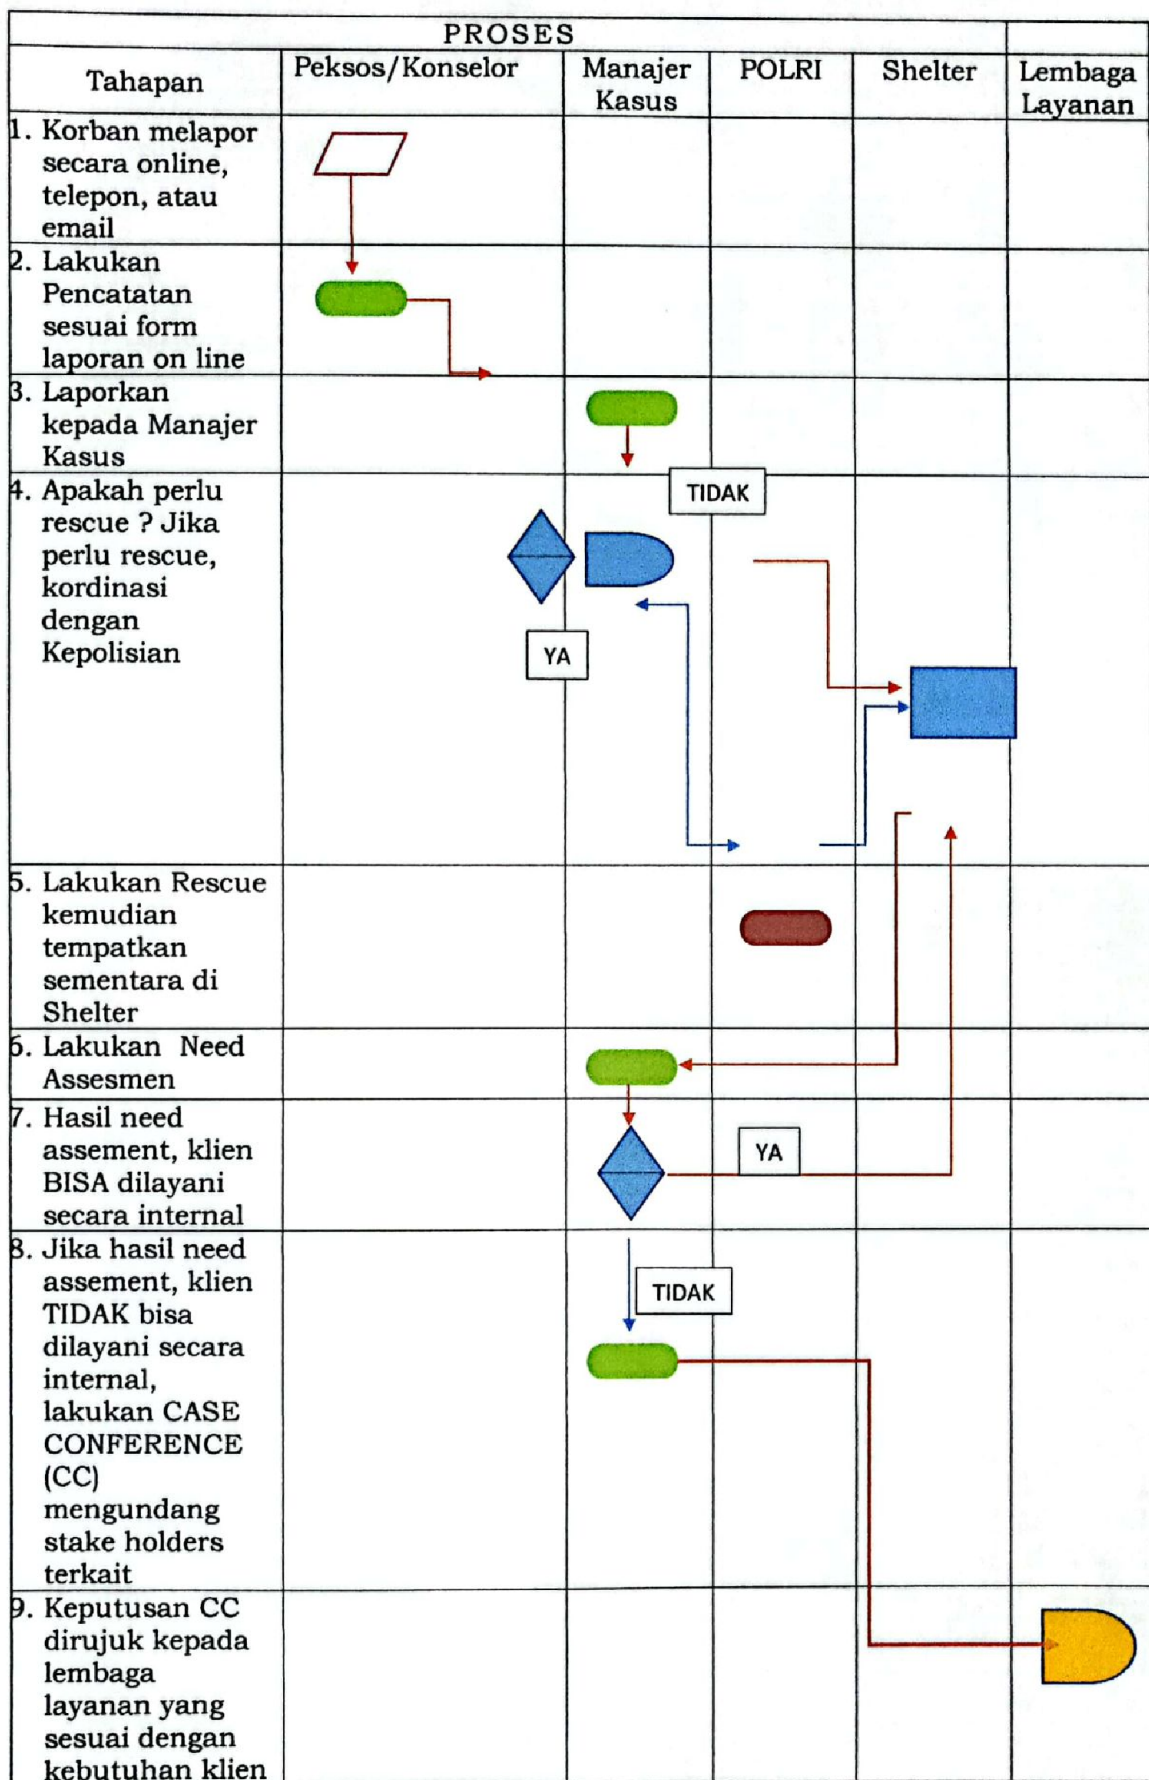 PROSES
Tahapan
Peksos/Konselor
Manajer
Kasus
POLRI
Shelter
Lembaga
Layanan
1. Korban melapor
secara online,
telepon, atau
email
2. Lakukan
Pencatatan
sesuai form
laporan on line
3. Laporkan
kepada Manajer
Kasus
4. Apakah perlu
rescue ? Jika
perlu rescue,
kordinasi
dengan
Kepolisian
TIDAK
YA
5. Lakukan Rescue
kemudian
tempatkan
sementara di
Shelter
6. Lakukan Need
Assesmen
7. Hasil need
assement, klien
BISA dilayani
secara internal
YA
8. Jika hasil need
assement, klien
TIDAK bisa
dilayani secara
internal,
lakukan CASE
CONFERENCE
(CC)
mengundang
stake holders
terkait
TIDAK
9. Keputusan CC
dirujuk kepada
lembaga
layanan yang
sesuai dengan
kebutuhan klien